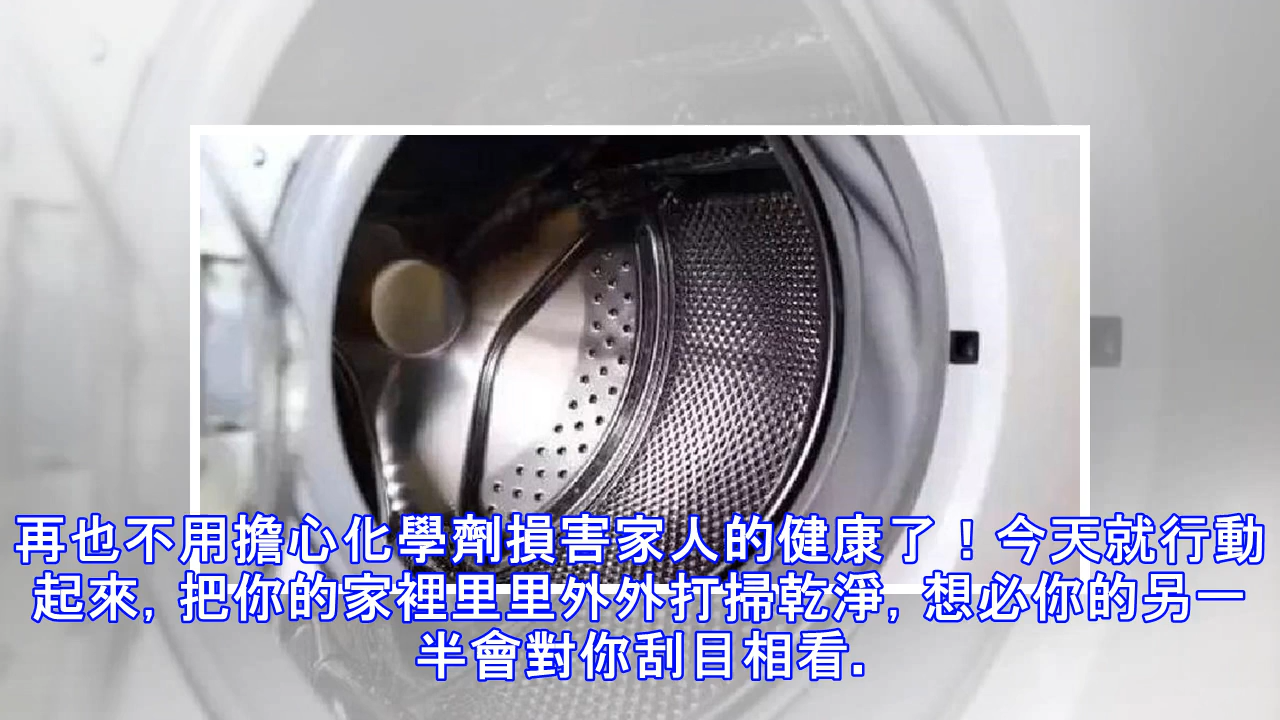 再也不用擔心化學劑損害家人的健康了！今天就行動
起來, 把你的家裡里里外外打掃乾淨, 想必你的另一
半會對你刮目相看.